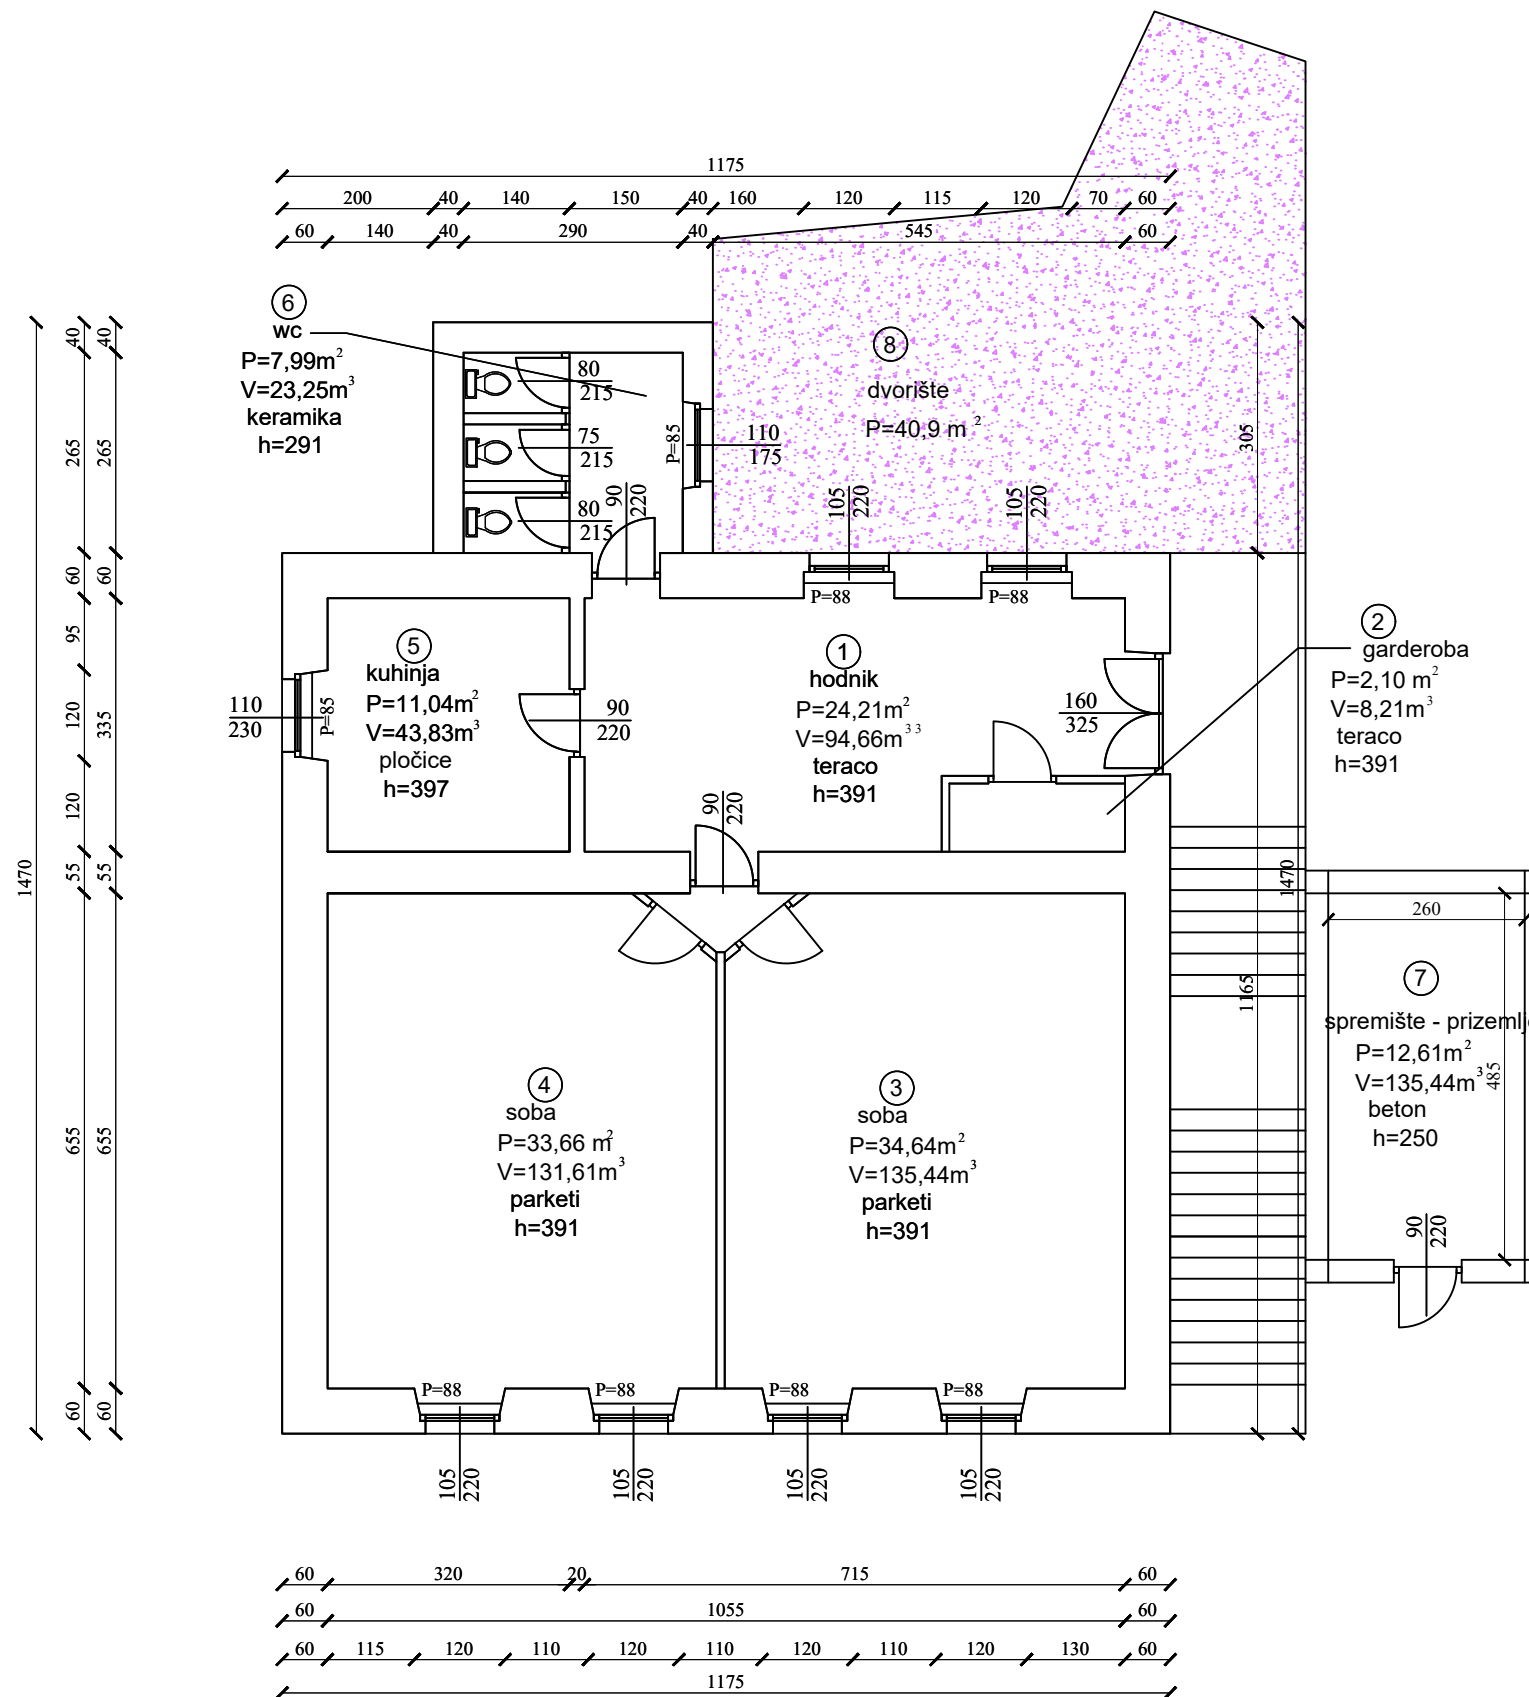 1175
200 40 140 150 40 160 120 115 120 70 60
60 140 40 290 40 545 60
6
wc
P=7,99m²
V=23,25m³
keramika
h=291
80
215
75
215
80
215
90
220
P=85
110
175
8
dvorište
P=40,9 m²
105
220
105
220
P=88
P=88
305
1470
1165
1470
40
265
60
95
120
120
55
655
60
40
265
60
335
55
655
60
5
kuhinja
P=11,04m²
V=43,83m³
pločice
h=397
110
230
P=85
90
220
1
hodnik
P=24,21m²
V=94,66m³³
teraco
h=391
160
325
90
220
2
garderoba
P=2,10 m²
V=8,21m³
teraco
h=391
4
soba
P=33,66 m²
V=131,61m³
parketi
h=391
3
soba
P=34,64m²
V=135,44m³
parketi
h=391
260
485
7
spremište - prizemlje
P=12,61m²
V=135,44m³
beton
h=250
90
220
P=88
P=88
P=88
P=88
105
220
105
220
105
220
105
220
60 320 20 715 60
60 1055 60
60 115 120 110 120 110 120 110 120 130 60
1175